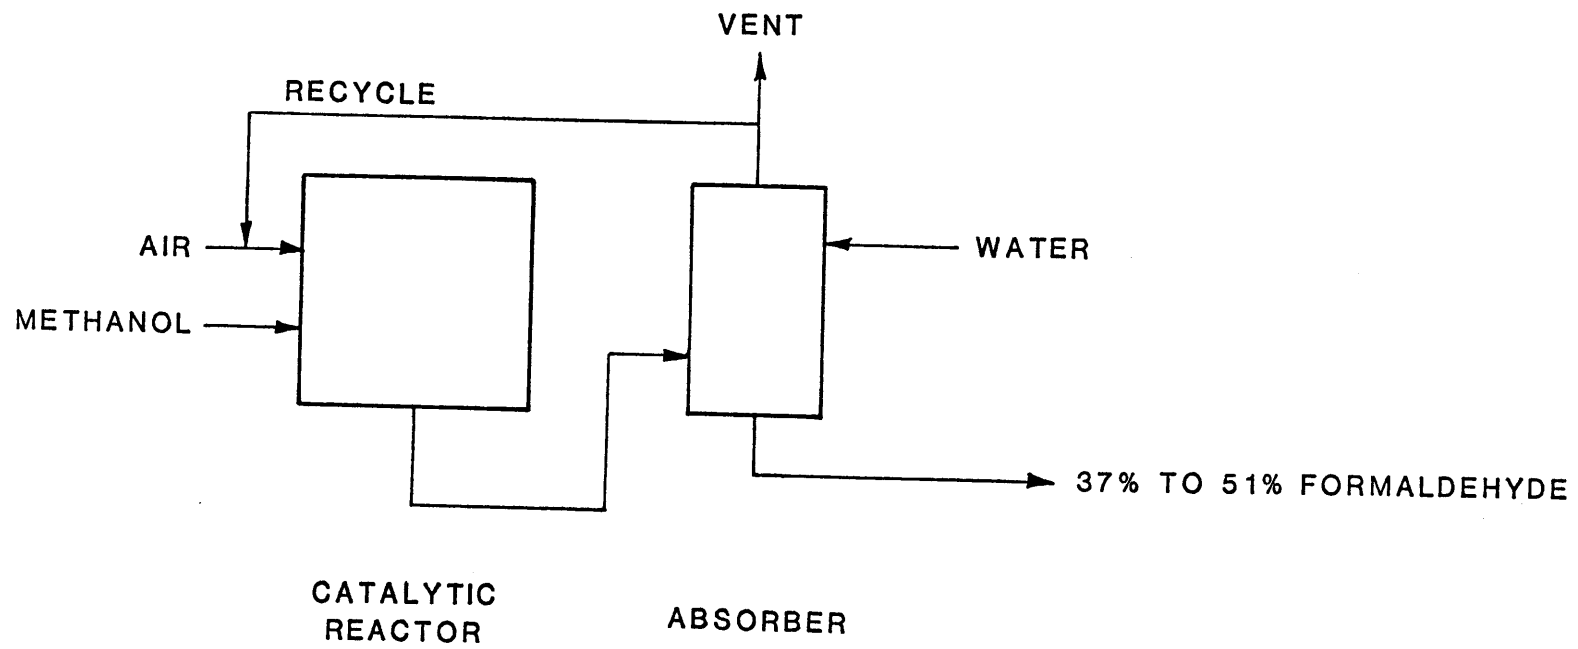 VENT
RECYCLE
AIR
WATER
METHANOL
37% TO 51% FORMALDEHYDE
CATALYTIC
REACTOR
ABSORBER